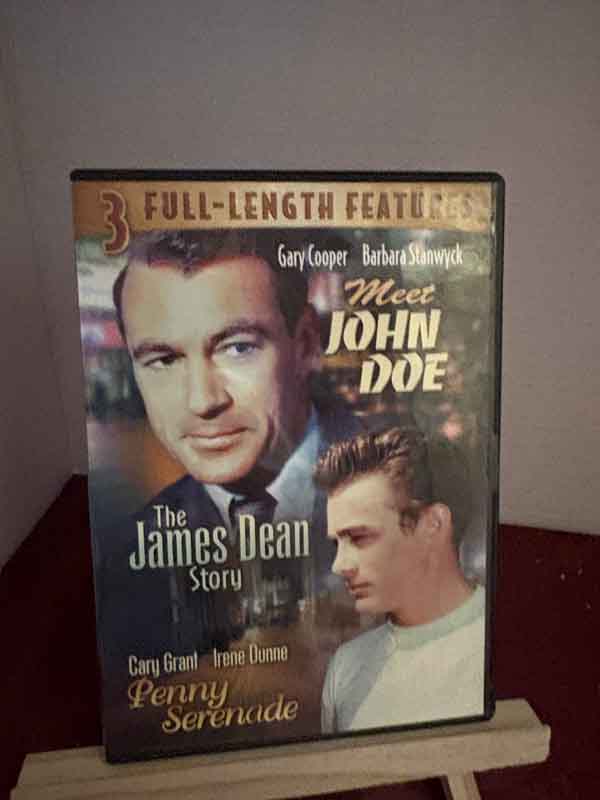 3 FULL-LENGTH FEATURES
Gary Cooper Barbara Stanwyck
Meet
JOHN
DOE
The
James Dean
Story
Cary Grant Irene Dunne
Penny
Serenade